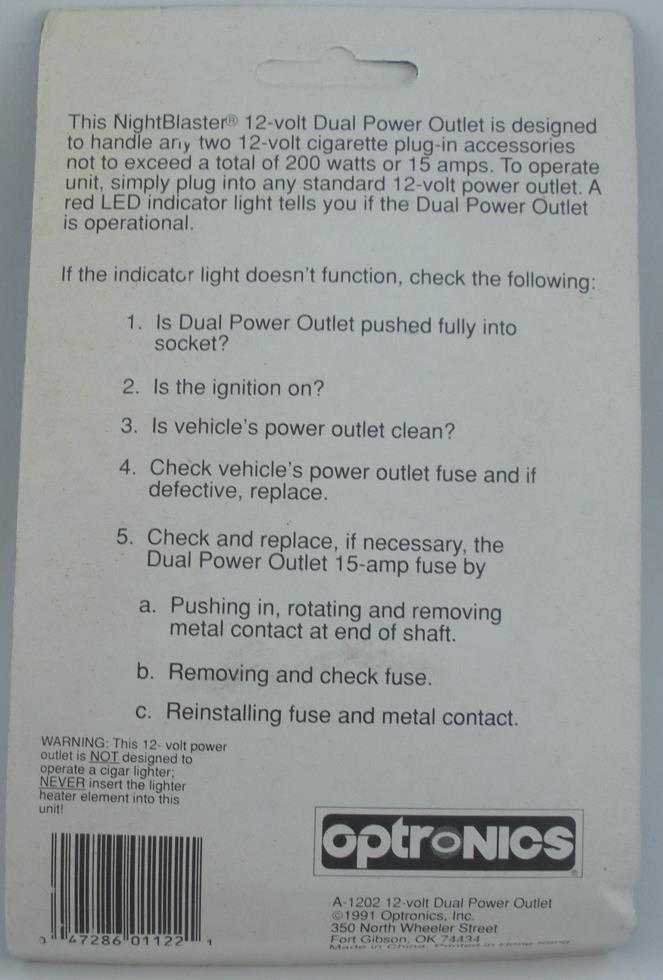 This NightBlaster® 12-volt Dual Power Outlet is designed
to handle any two 12-volt cigarette plug-in accessories
not to exceed a total of 200 watts or 15 amps. To operate
unit, simply plug into any standard 12-volt power outlet. A
red LED indicator light tells you if the Dual Power Outlet
is operational.
If the indicator light doesn't function, check the following:
1. Is Dual Power Outlet pushed fully into
socket?
2. Is the ignition on?
3. Is vehicle's power outlet clean?
4. Check vehicle's power outlet fuse and if
defective, replace.
5. Check and replace, if necessary, the
Dual Power Outlet 15-amp fuse by
a. Pushing in, rotating and removing
metal contact at end of shaft.
b. Removing and check fuse.
c. Reinstalling fuse and metal contact.
WARNING: This 12- volt power
outlet is NOT designed to
operate a cigar lighter;
NEVER insert the lighter
heater element into this
unit!
optroNICS®
A-1202 12-volt Dual Power Outlet
©1991 Optronics, Inc.
350 North Wheeler Street
Fort Gibson, OK 74434
Made in China, Printed in Hong Kong
0 47286 01122 1